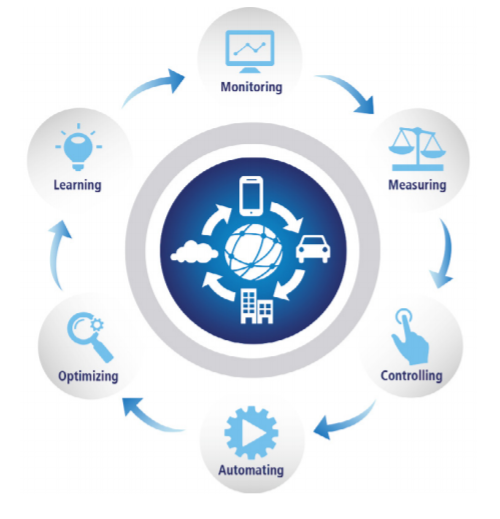 Monitoring
Measuring
Controlling
Automating
Optimizing
Learning